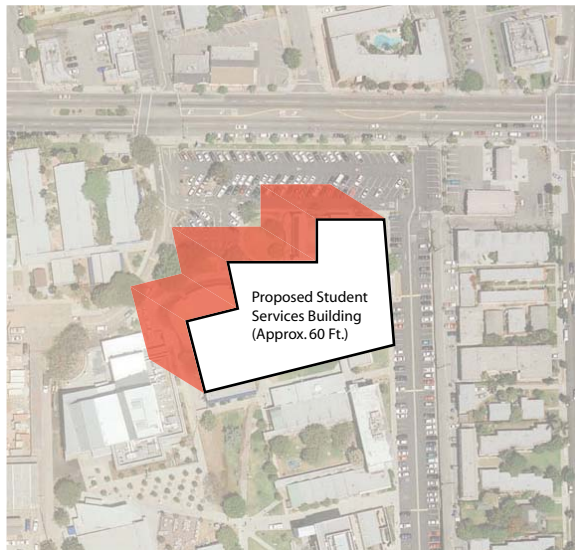 Proposed Student
Services Building
(Approx. 60 Ft.)